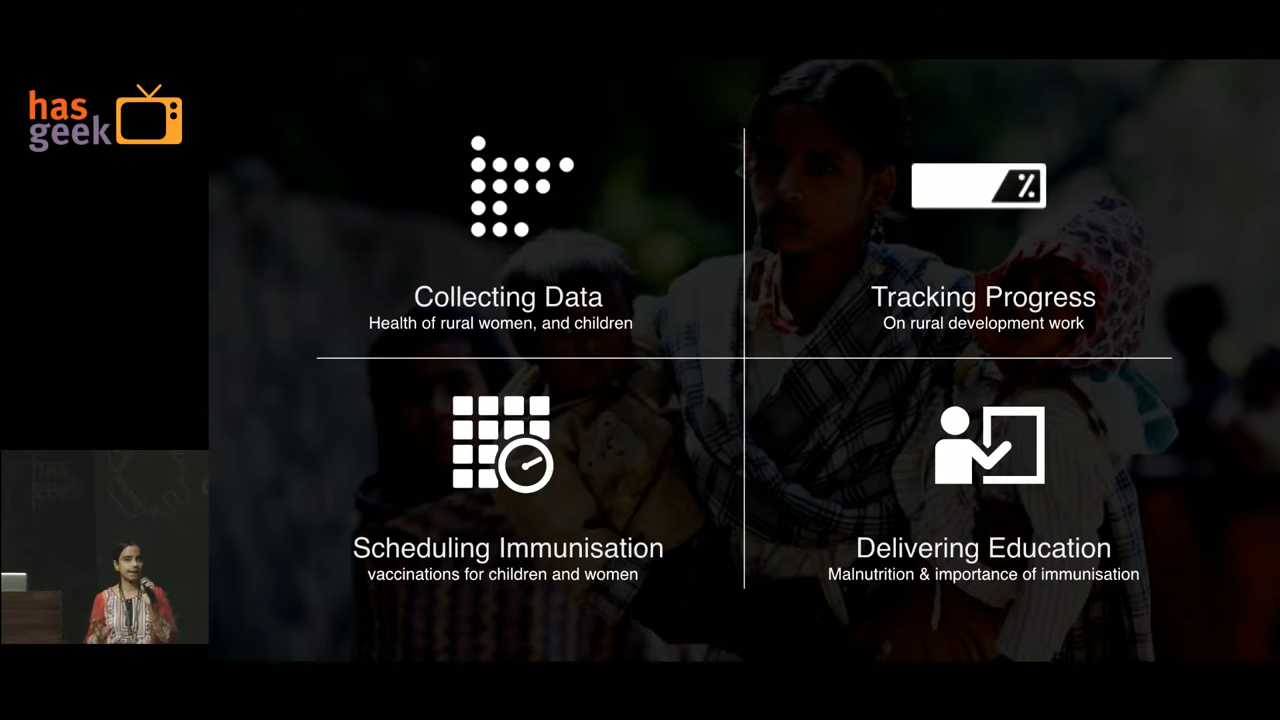 has
geek
%
Collecting Data
Health of rural women, and children
Tracking Progress
On rural development work
Scheduling Immunisation
vaccinations for children and women
Delivering Education
Malnutrition & importance of immunisation